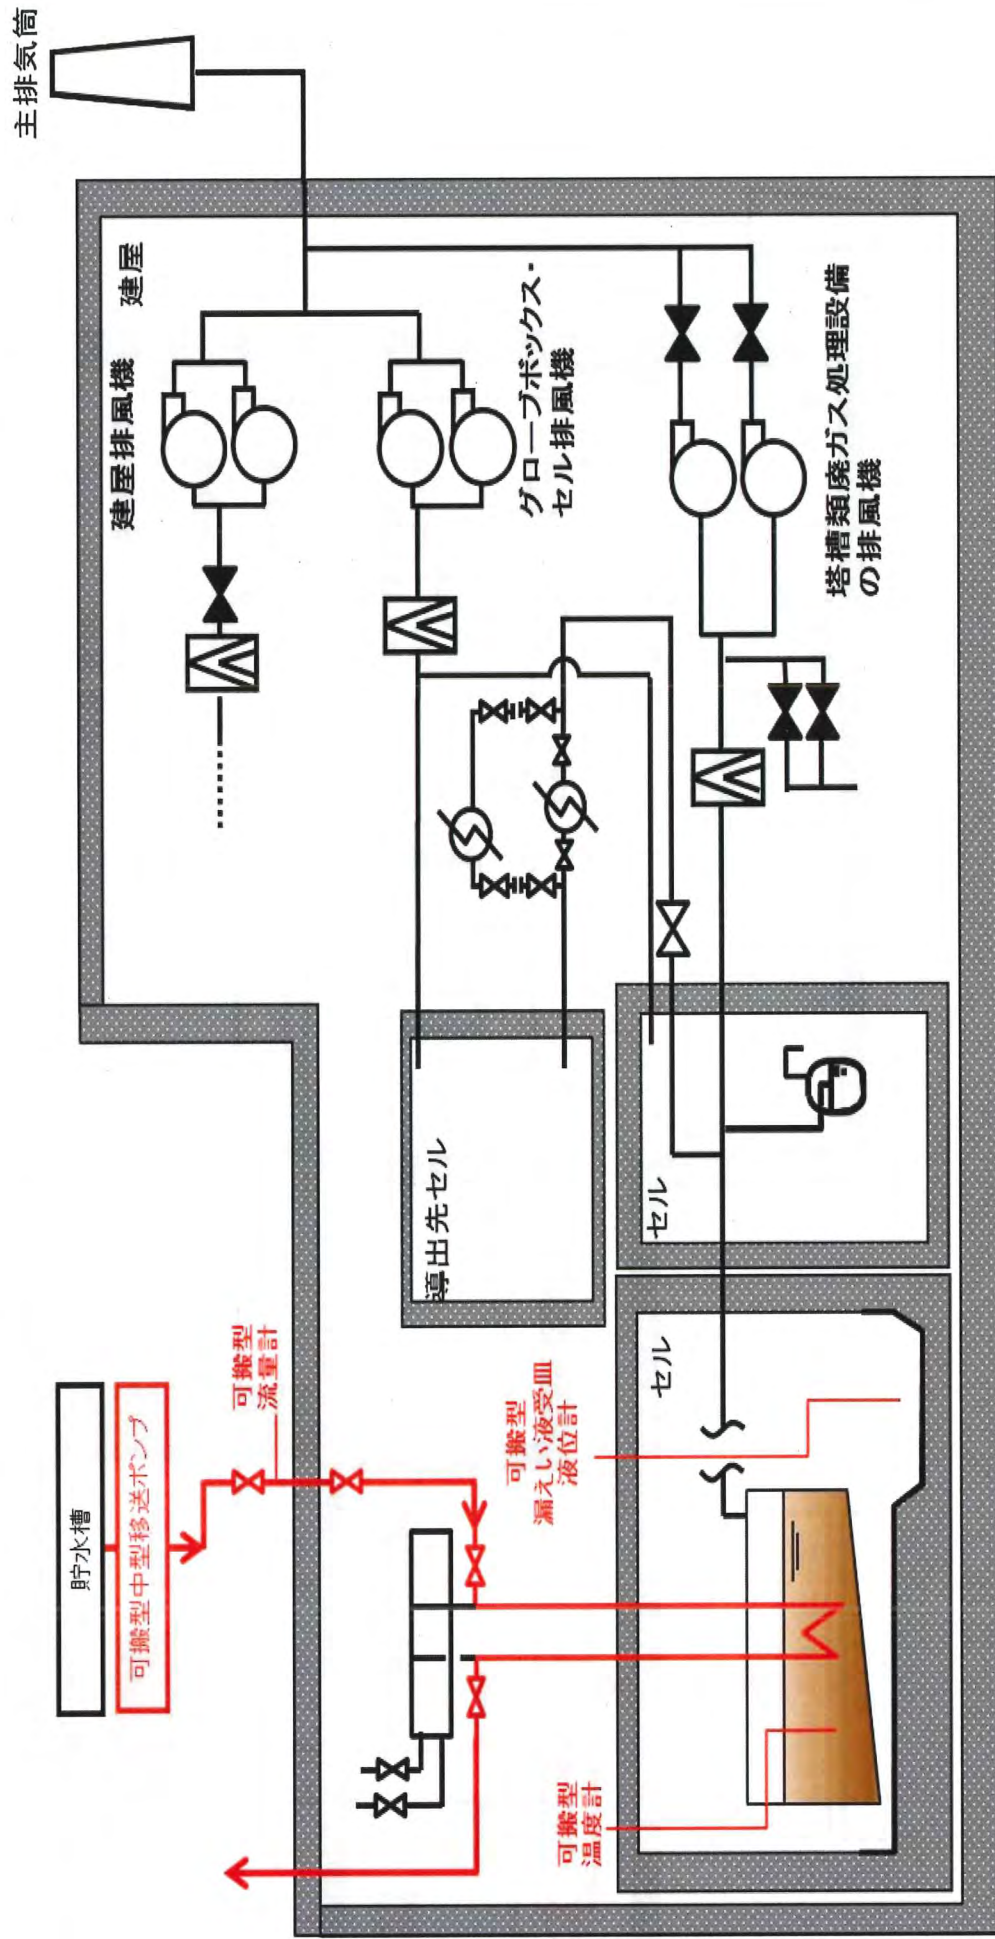 主排気筒
建屋
建屋排風機
グローブボックス・
セル排風機
塔槽類廃ガス処理設備
の排風機
導出先セル
セル
セル
貯水槽
可搬型中型移送ポンプ
可搬型
流量計
可搬型
漏えい液受皿
液位計
可搬型
温度計